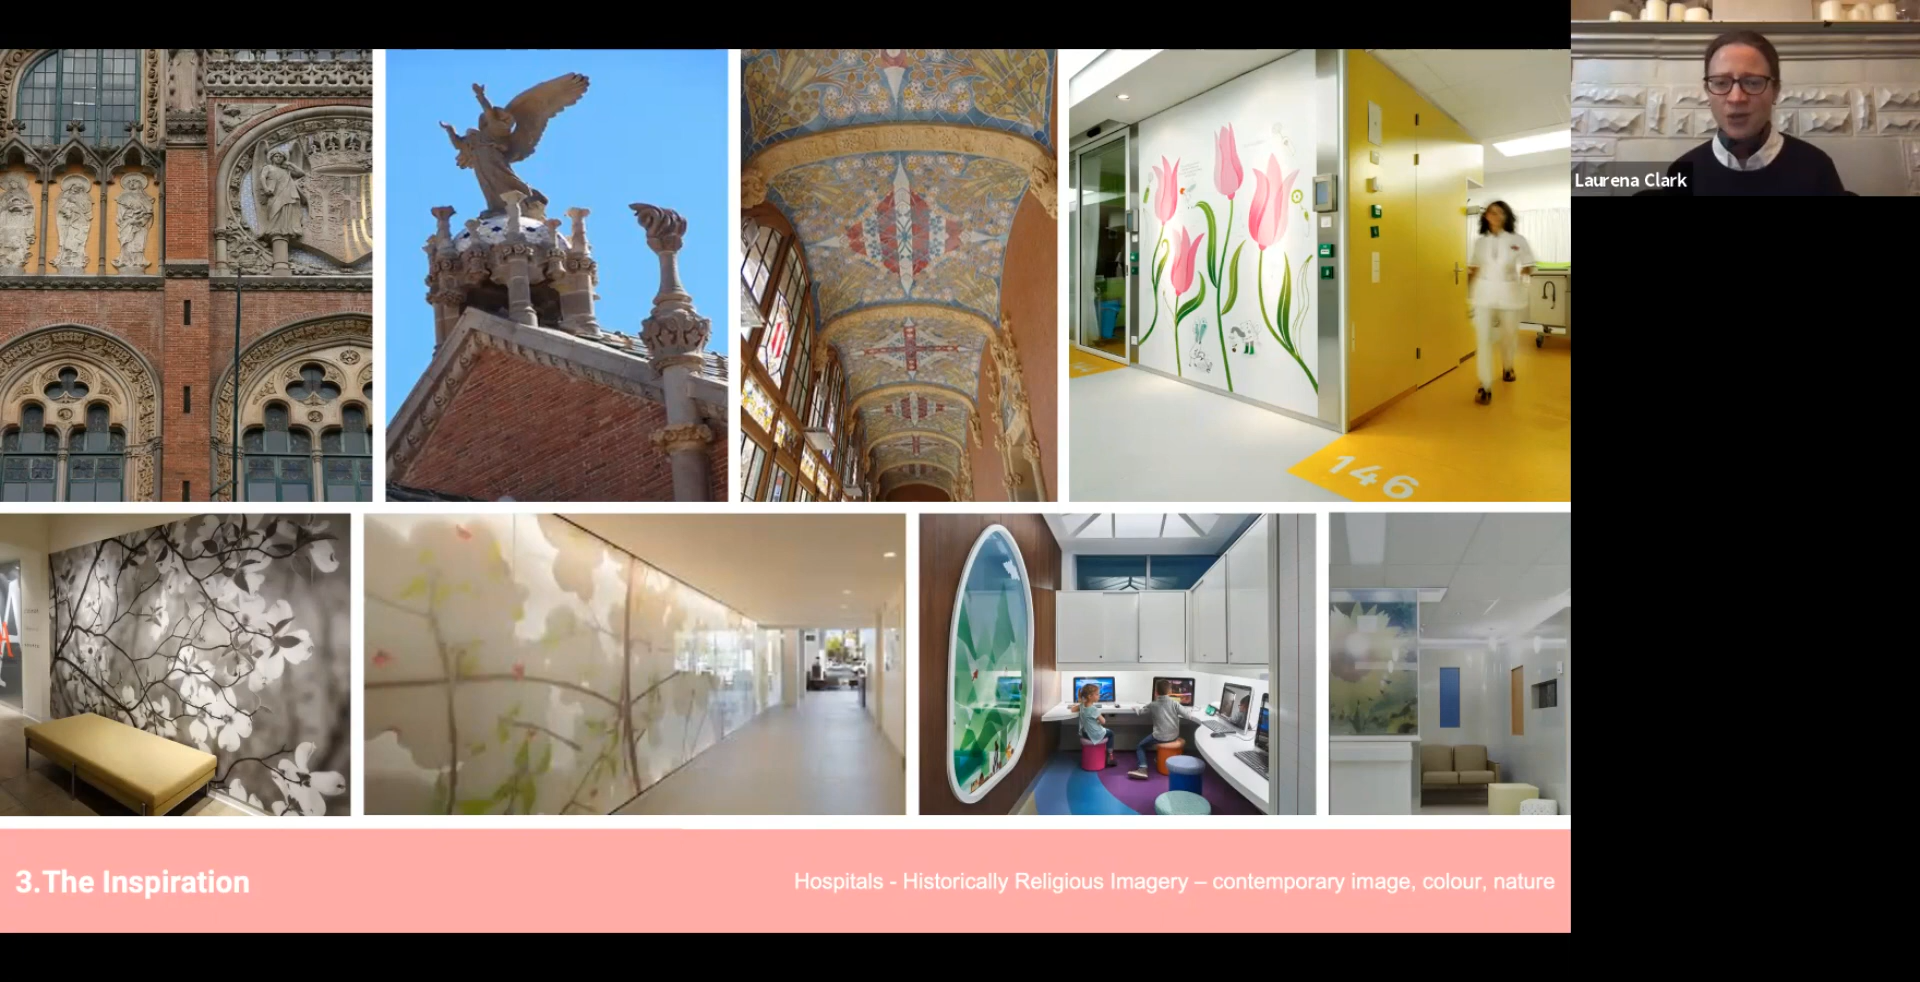 Laurena Clark
146
3.The Inspiration
Hospitals - Historically Religious Imagery – contemporary image, colour, nature